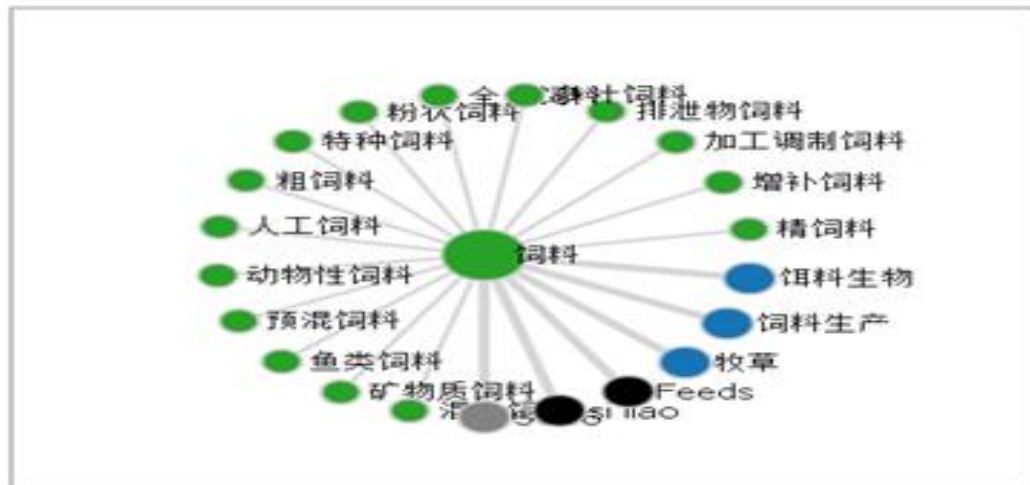 粉状饲料
排泄物饲料
特种饲料
加工调制饲料
粗饲料
增补饲料
人工饲料
精饲料
饲料
动物性饲料
饵料生物
预混饲料
饲料生产
鱼类饲料
牧草
矿物质饲料
Feeds